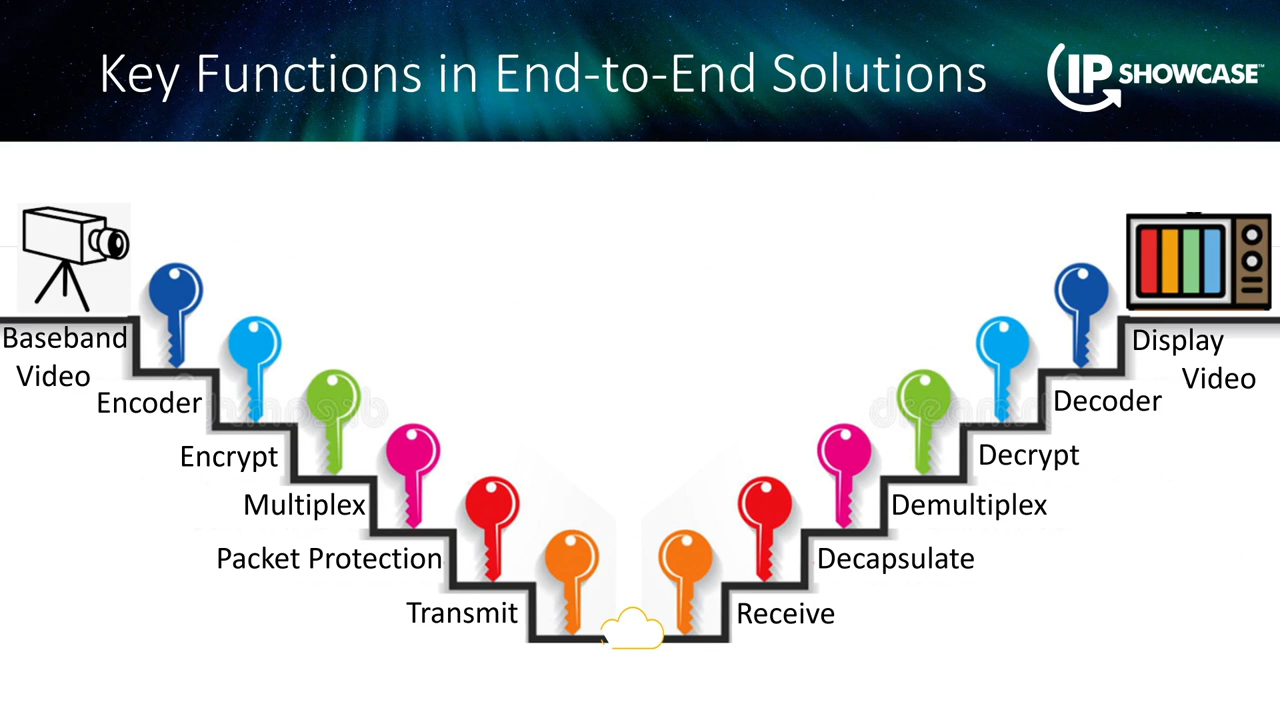 Key Functions in End-to-End Solutions
IP SHOWCASE™
Baseband
Video
Encoder
Encrypt
Multiplex
Packet Protection
Transmit
Display
Video
Decoder
Decrypt
Demultiplex
Decapsulate
Receive